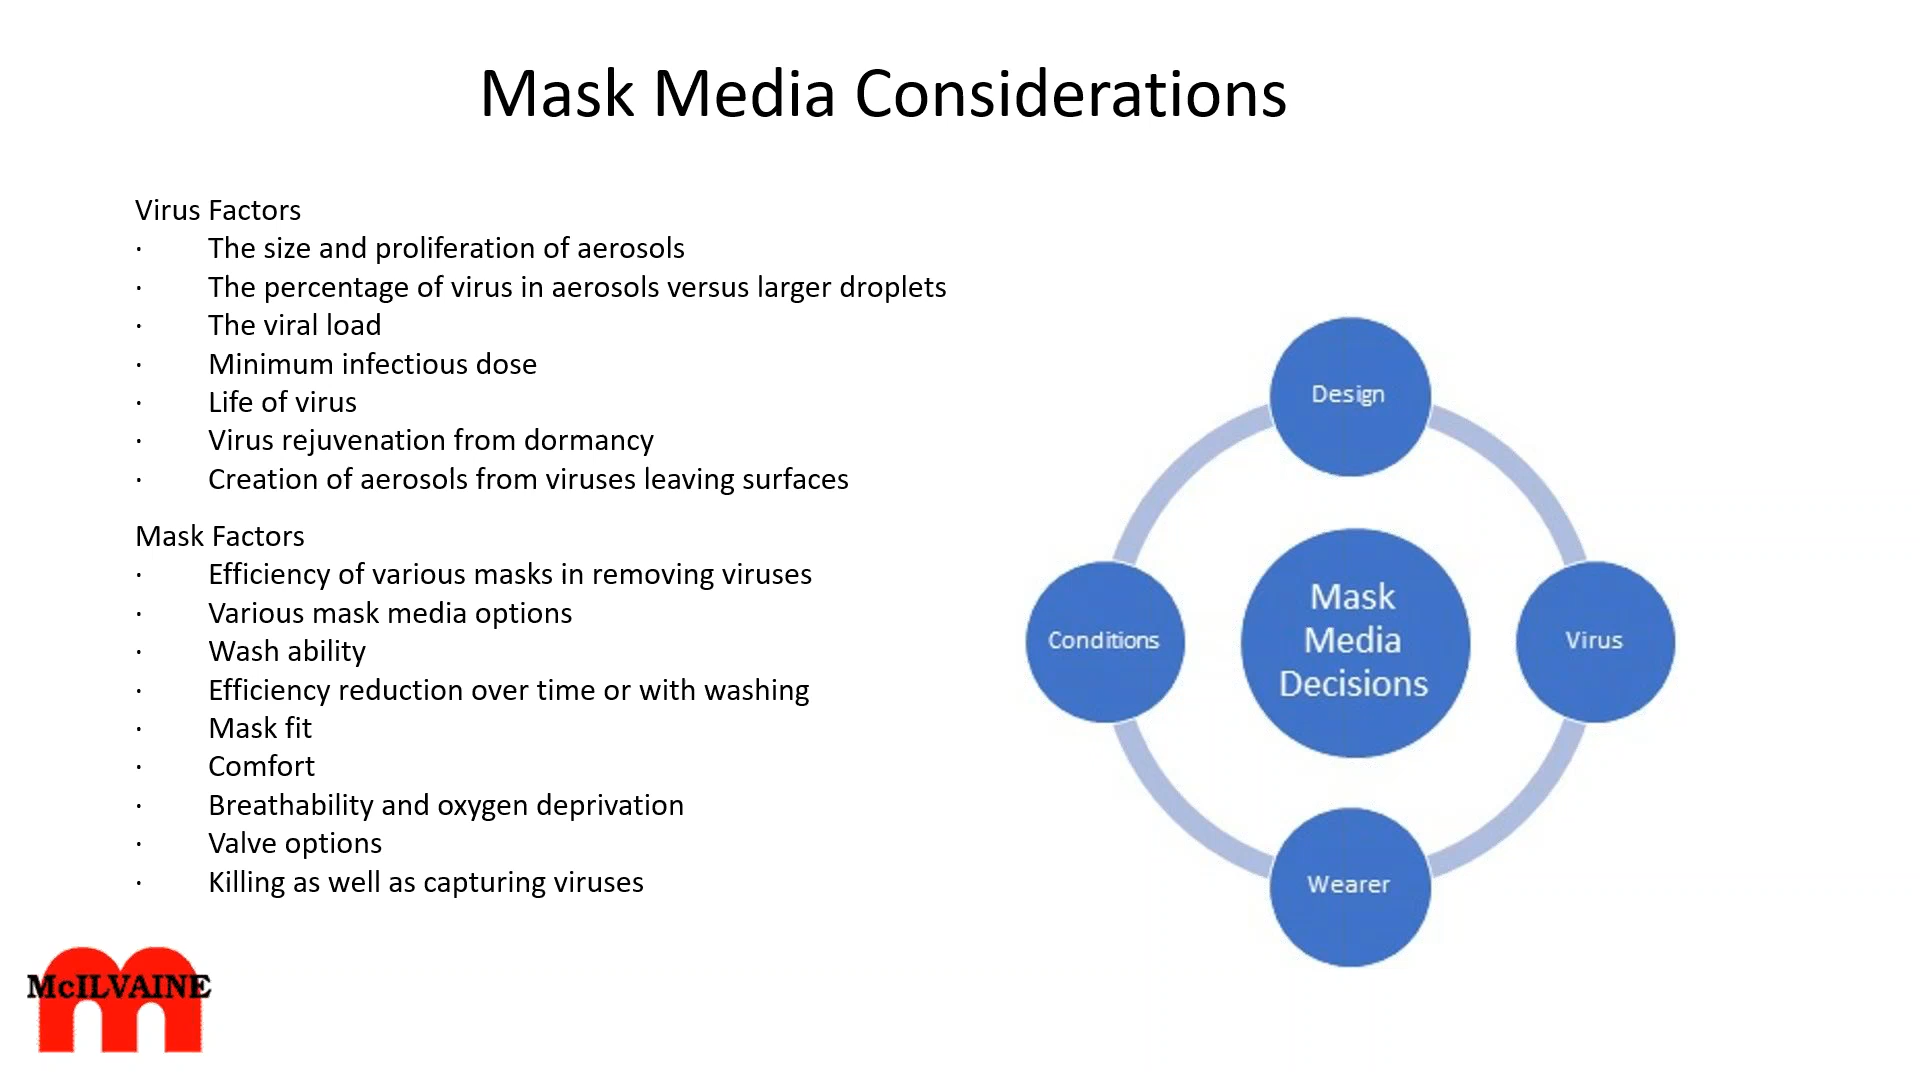 Mask Media Considerations
Virus Factors
· The size and proliferation of aerosols
· The percentage of virus in aerosols versus larger droplets
· The viral load
· Minimum infectious dose
· Life of virus
· Virus rejuvenation from dormancy
· Creation of aerosols from viruses leaving surfaces
Mask Factors
· Efficiency of various masks in removing viruses
· Various mask media options
· Wash ability
· Efficiency reduction over time or with washing
· Mask fit
· Comfort
· Breathability and oxygen deprivation
· Valve options
· Killing as well as capturing viruses
Design
Conditions
Mask
Media
Decisions
Virus
Wearer
McILVAINE